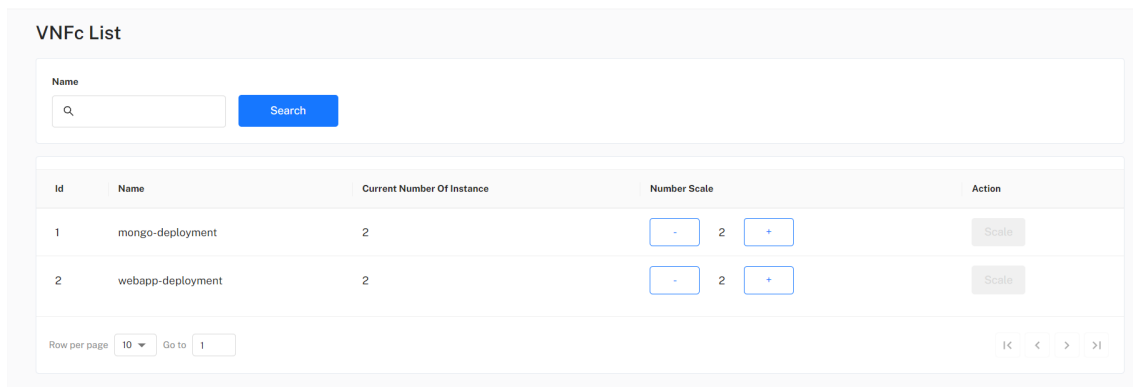 VNFc List
Name
Search
Id Name Current Number Of Instance Number Scale Action
1 mongo-deployment 2 - 2 + Scale
2 webapp-deployment 2 - 2 + Scale
Row per page 10 Go to 1